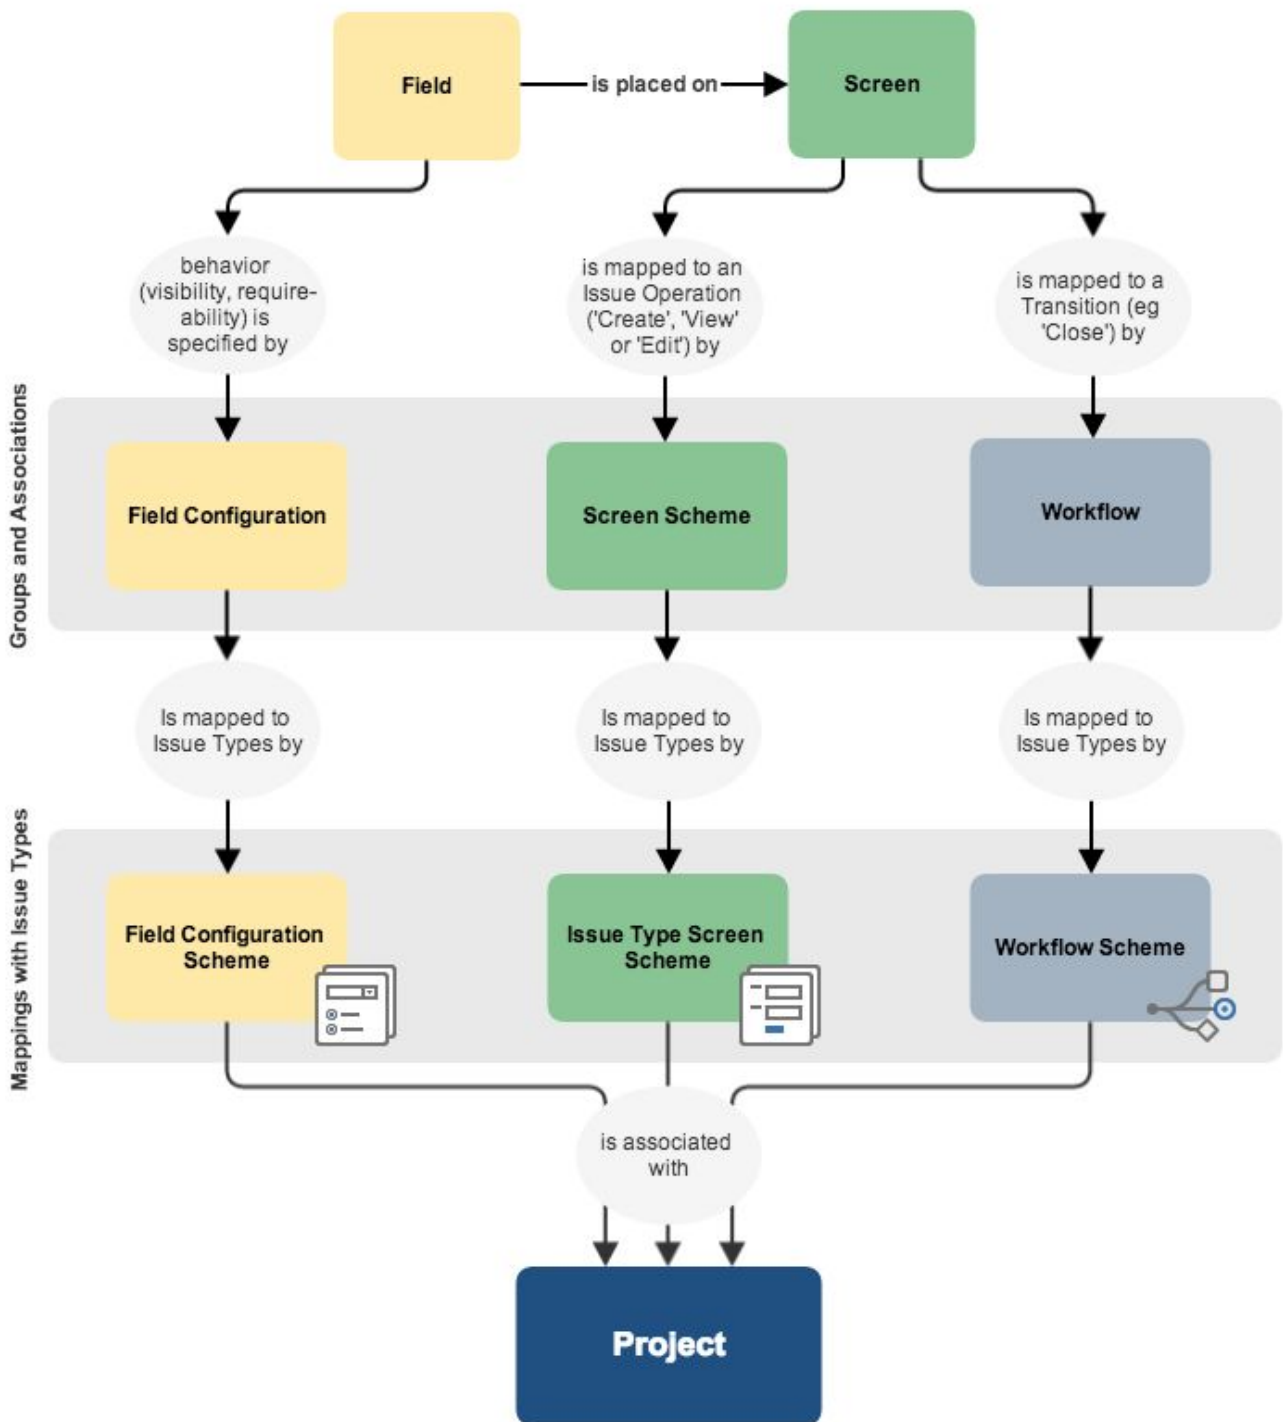 Field
is placed on
Screen
behavior
(visibility, require-
ability) is
specified by
is mapped to an
Issue Operation
('Create', 'View'
or 'Edit') by
is mapped to a
Transition (eg
'Close') by
Groups and Associations
Field Configuration
Screen Scheme
Workflow
Is mapped to
Issue Types by
Is mapped to
Issue Types by
Is mapped to
Issue Types by
Mappings with Issue Types
Field Configuration
Scheme
Issue Type Screen
Scheme
Workflow Scheme
is associated
with
Project